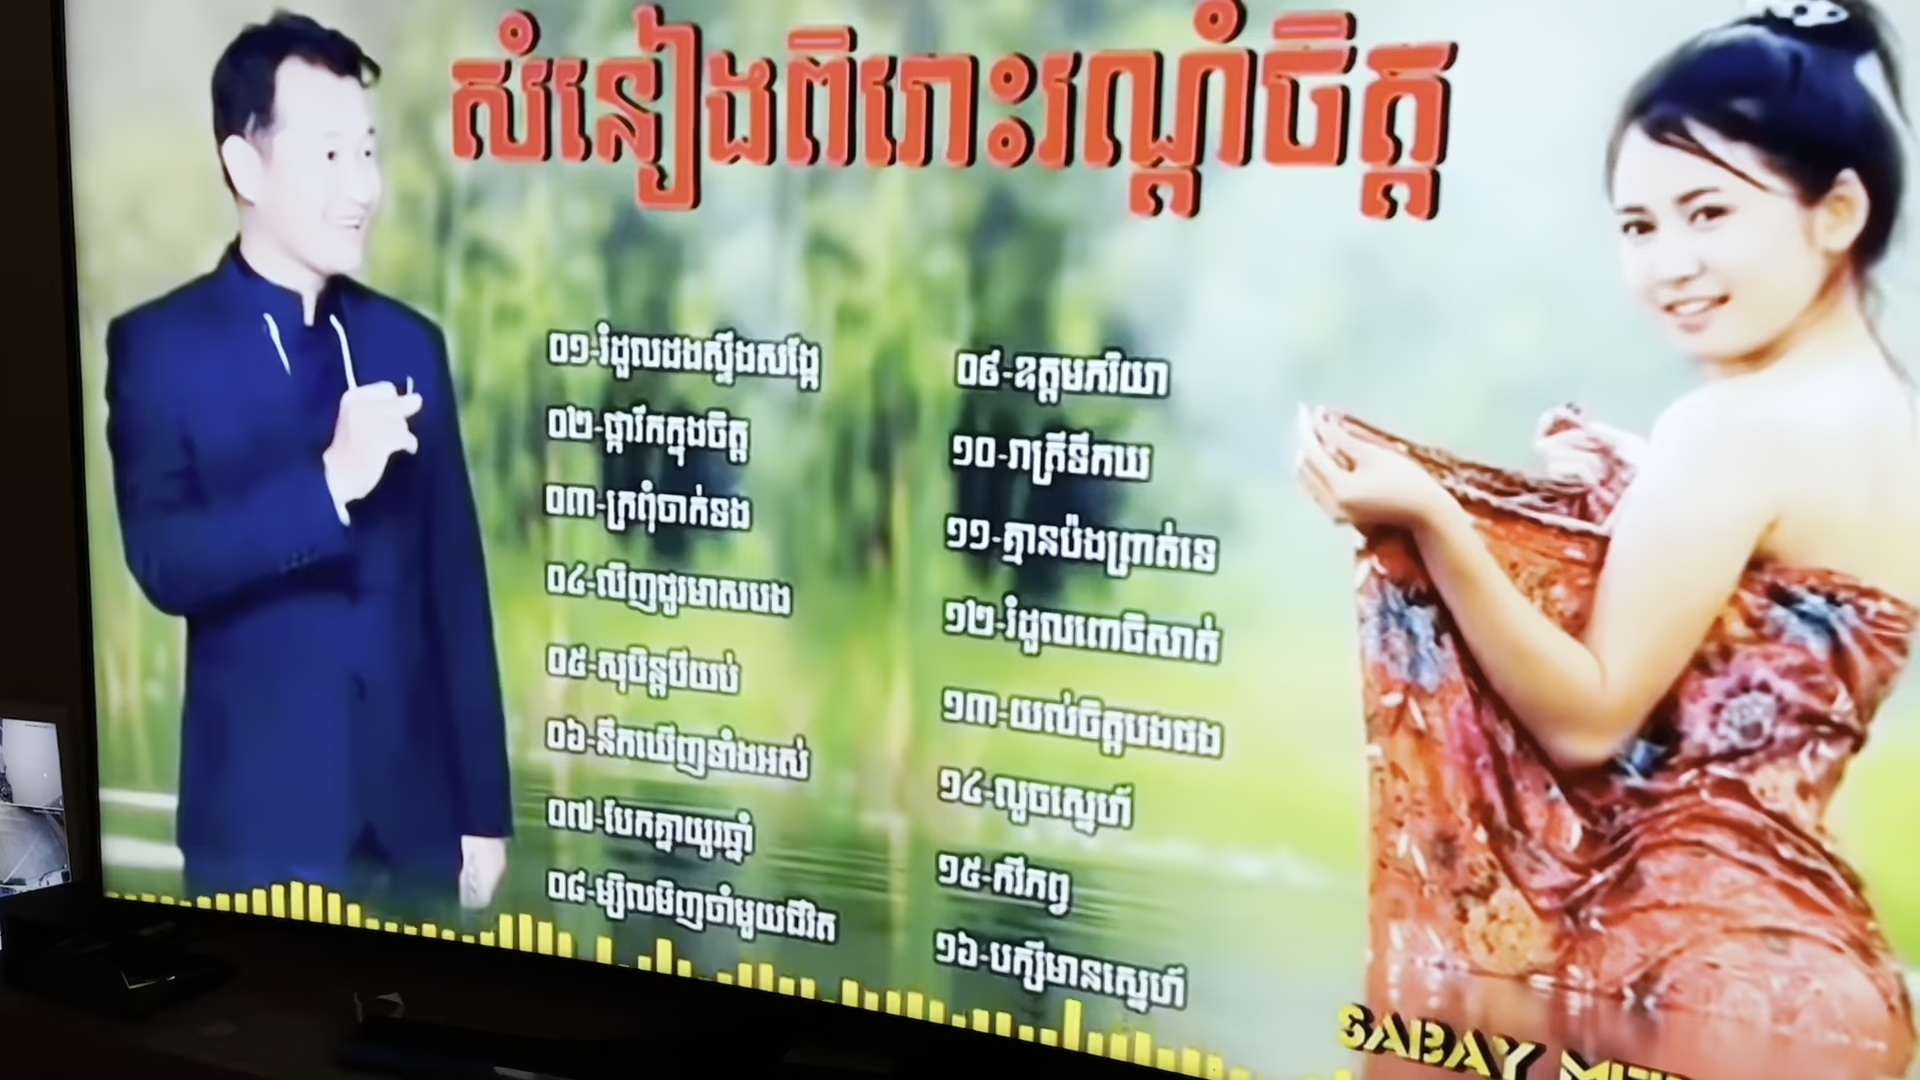 សំនៀងពិរោះរណ្ដំចិត្ត
០១-រំដួលដងស្ទឹងសង្កែ
០២-ផ្ការីកក្នុងចិត្ត
០៣-ក្រពុំចាក់ទង
០៤-លិញជូរមាសបង
០៥-សុបិន្តបីយប់
០៦-នឹកឃើញទាំងអស់
០៧-បែកគ្នាយូរឆ្នាំ
០៨-ម្សិលមិញចាំមួយជីវិត
០៩-ឧត្តមភរិយា
១០-រាត្រីទឹកឃ
១១-គ្មានប៉ងព្រាត់ទេ
១២-រំដួលពោធិសាត់
១៣-យល់ចិត្តបងផង
១៤-លួចស្នេហ៍
១៥-កវីភព្វ
១៦-បក្សីមានស្នេហ៍
SABAY